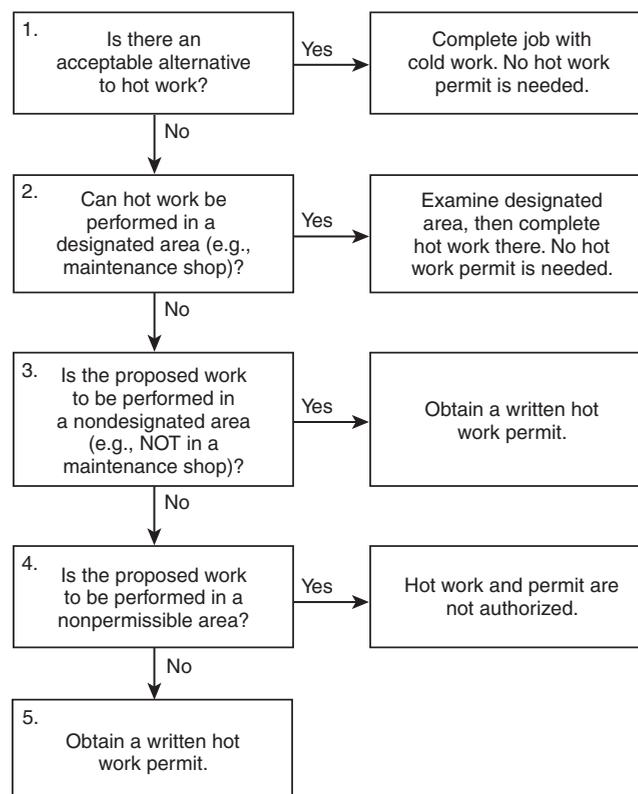 1.
Is there an
acceptable alternative
to hot work?
Yes
Complete job with
cold work. No hot work
permit is needed.
No
2.
Can hot work be
performed in a
designated area (e.g.,
maintenance shop)?
Yes
Examine designated
area, then complete
hot work there. No hot
work permit is needed.
No
3.
Is the proposed work
to be performed in
a nondesignated area
(e.g., NOT in a
maintenance shop)?
Yes
Obtain a written hot
work permit.
No
4.
Is the proposed work
to be performed in a
nonpermissible area?
Yes
Hot work and permit are
not authorized.
No
5.
Obtain a written hot
work permit.